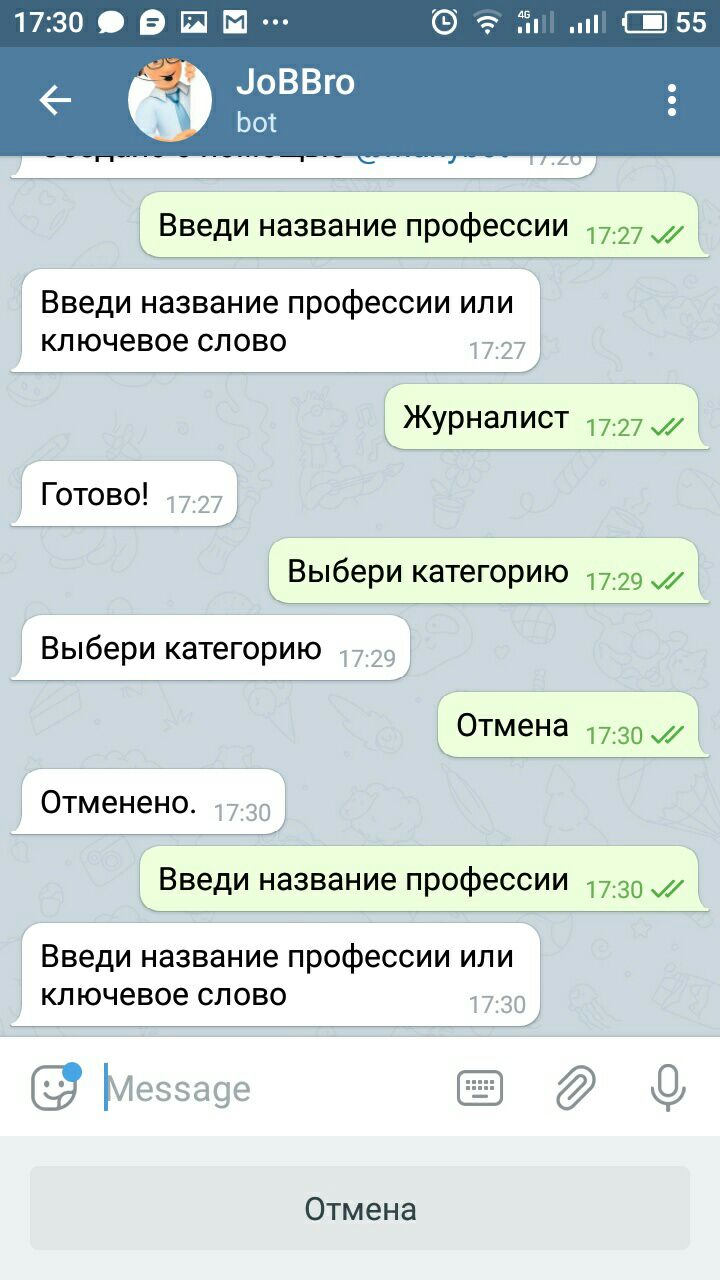 17:30
4G
55
JoBBro
bot
17:26
Введи название профессии 17:27
Введи название профессии или
ключевое слово 17:27
Журналист 17:27
Готово! 17:27
Выбери категорию 17:29
Выбери категорию 17:29
Отмена 17:30
Отменено. 17:30
Введи название профессии 17:30
Введи название профессии или
ключевое слово 17:30
Message
Отмена